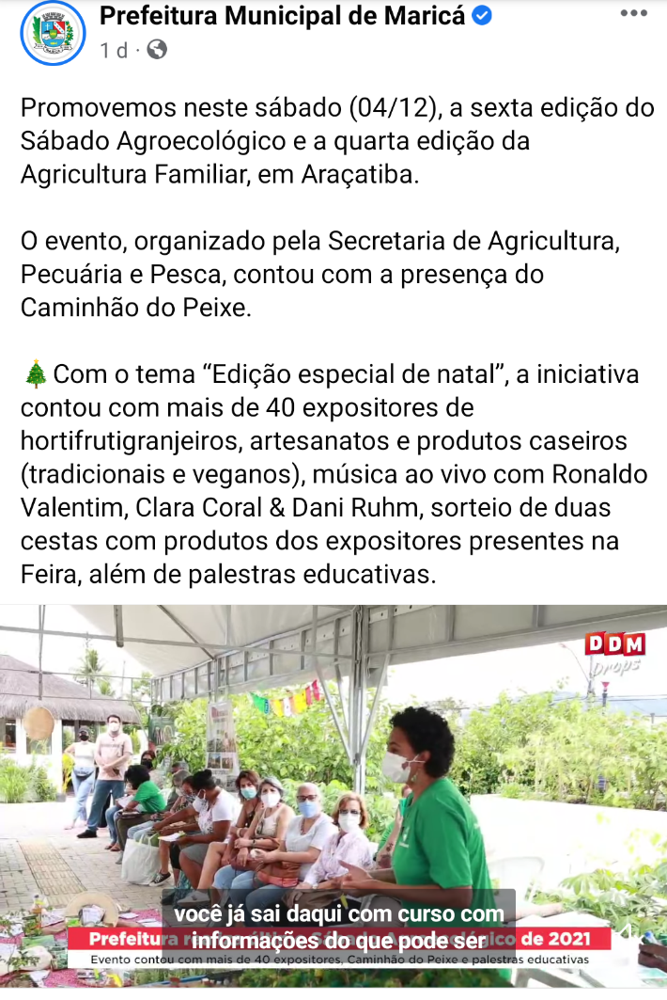 Prefeitura Municipal de Maricá
1 d ·
Promovemos neste sábado (04/12), a sexta edição do
Sábado Agroecológico e a quarta edição da
Agricultura Familiar, em Araçatiba.
O evento, organizado pela Secretaria de Agricultura,
Pecuária e Pesca, contou com a presença do
Caminhão do Peixe.
🎄Com o tema “Edição especial de natal”, a iniciativa
contou com mais de 40 expositores de
hortifrutigranjeiros, artesanatos e produtos caseiros
(tradicionais e veganos), música ao vivo com Ronaldo
Valentim, Clara Coral & Dani Ruhm, sorteio de duas
cestas com produtos dos expositores presentes na
Feira, além de palestras educativas.
DDM
Drops
você já sai daqui com curso com
informações do que pode sér
Prefeitura Sábado Agroecológico de 2021
Evento contou com mais de 40 expositores, Caminhão do Peixe e palestras educativas